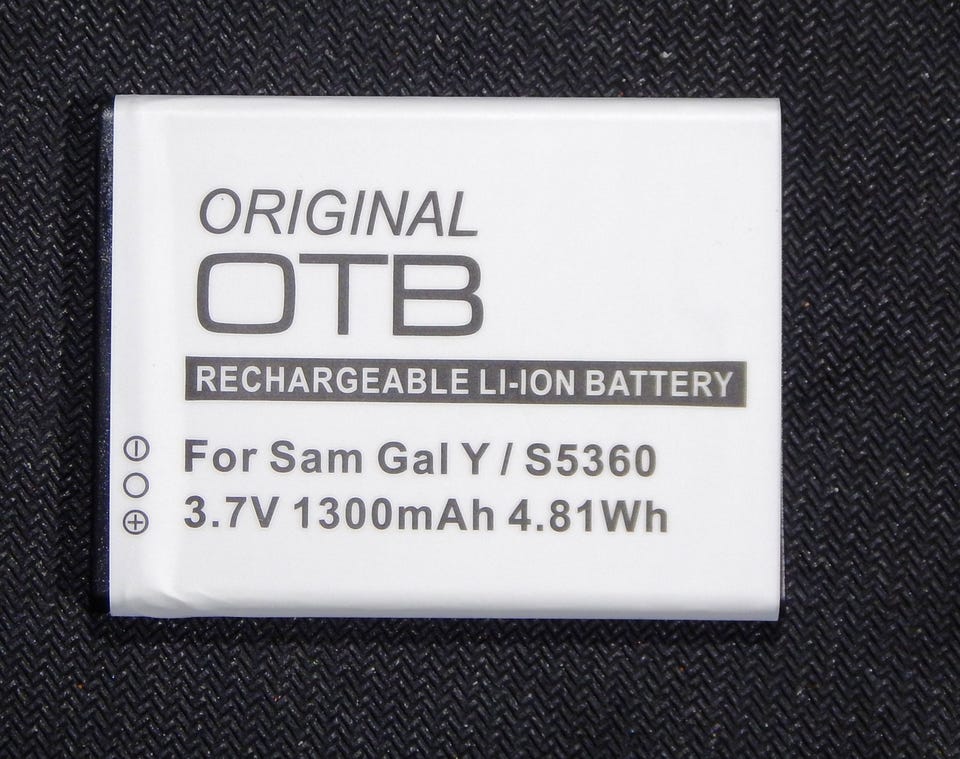 ORIGINAL
OTB
RECHARGEABLE LI-ION BATTERY
For Sam Gal Y / S5360
3.7V 1300mAh 4.81Wh